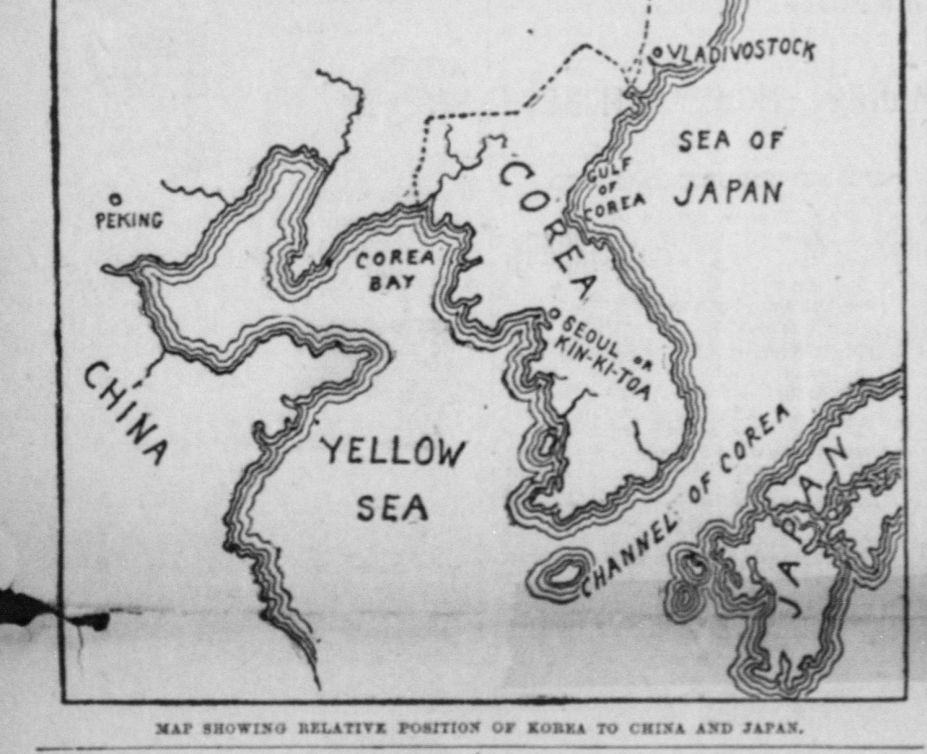 VLADIVOSTOCK
SEA OF
JAPAN
GULF
OF
COREA
COREA
PEKING
COREA
BAY
SEOUL OR
KIN-KI-TOA
CHINA
YELLOW
SEA
CHANNEL OF COREA
JAPAN
MAP SHOWING RELATIVE POSITION OF KOREA TO CHINA AND JAPAN.